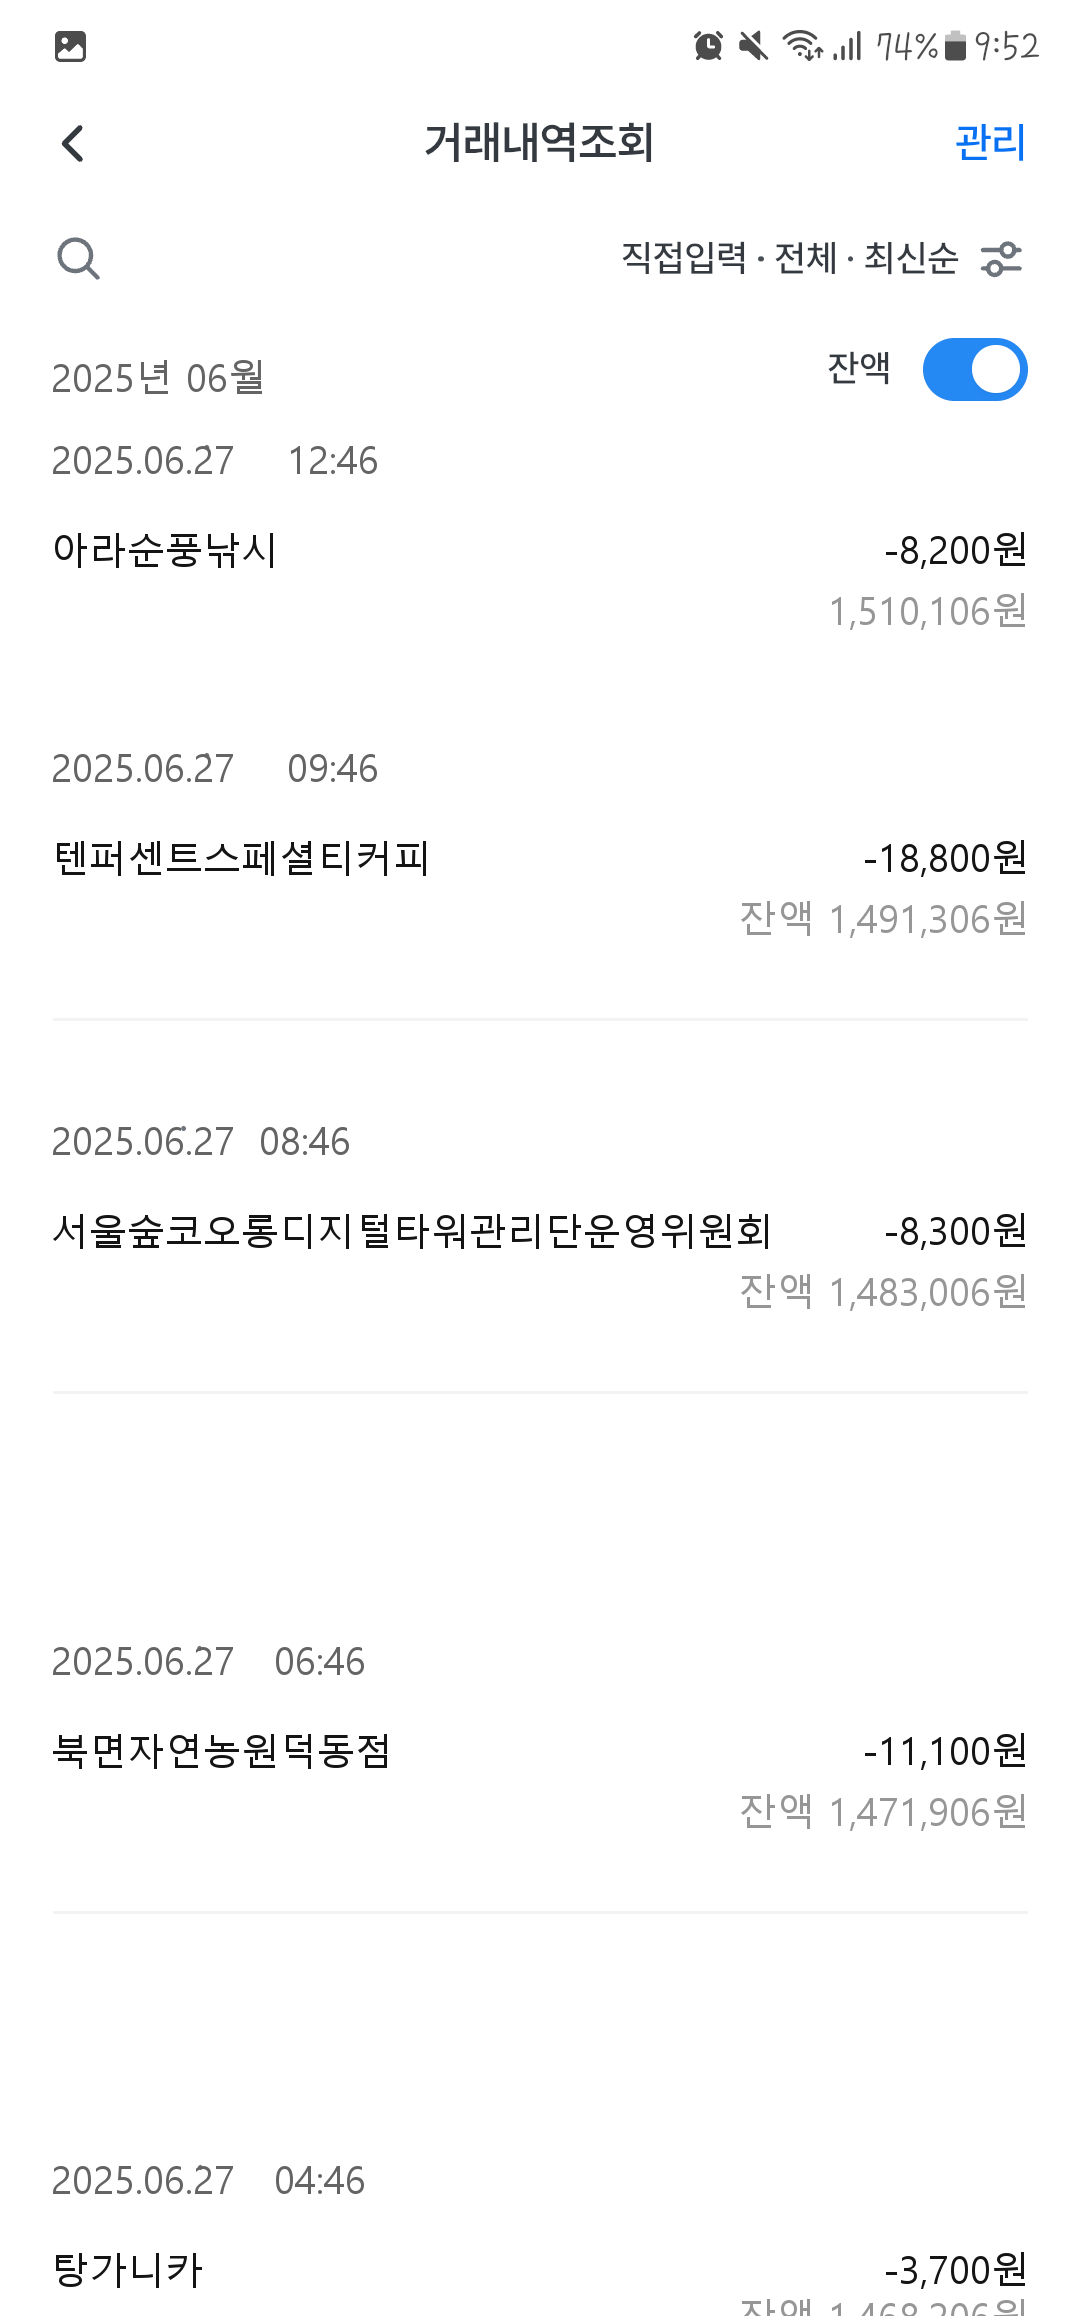 74% 9:52
거래내역조회 관리
직접입력 · 전체 · 최신순
2025년 06월 잔액
2025.06.27 12:46
아라순풍낚시 -8,200원
1,510,106원
2025.06.27 09:46
텐퍼센트스페셜티커피 -18,800원
잔액 1,491,306원
2025.06.27 08:46
서울숲코오롱디지털타워관리단운영위원회 -8,300원
잔액 1,483,006원
2025.06.27 06:46
북면자연농원덕동점 -11,100원
잔액 1,471,906원
2025.06.27 04:46
탕가니카 -3,700원
잔액 1,468,206원